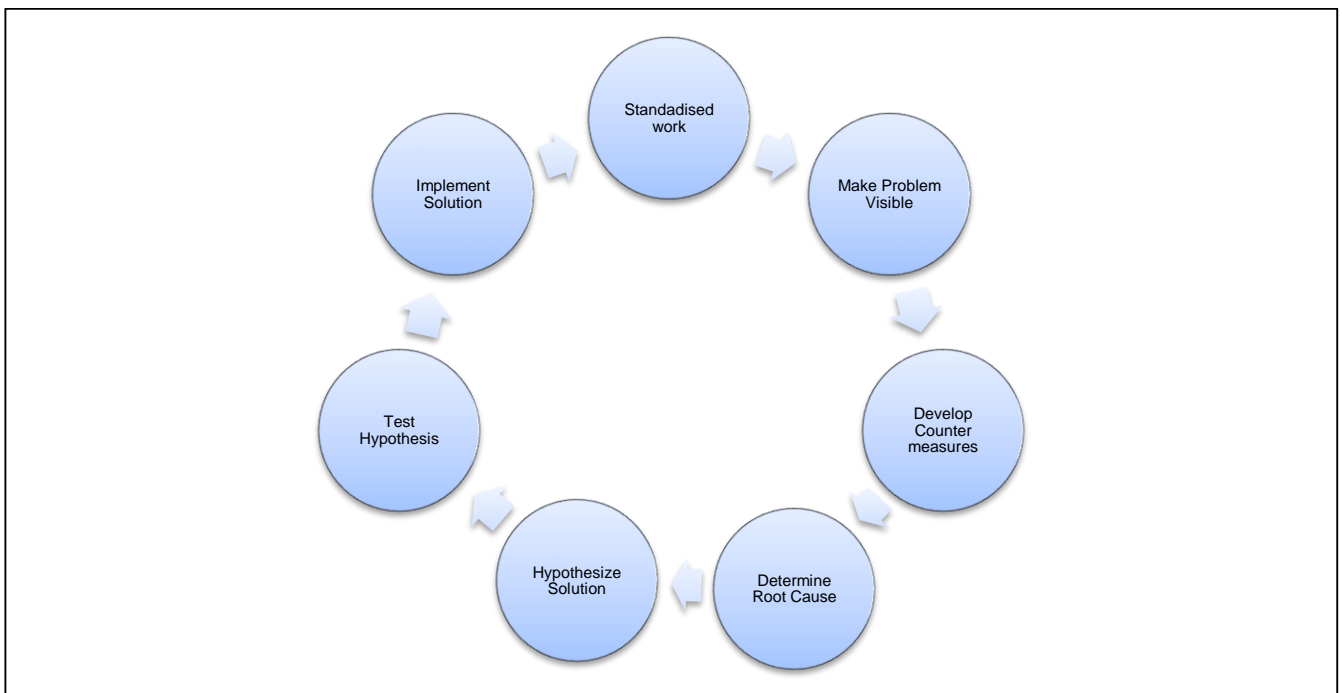 Standadised
work
Make Problem
Visible
Develop
Counter
measures
Determine
Root Cause
Hypothesize
Solution
Test
Hypothesis
Implement
Solution